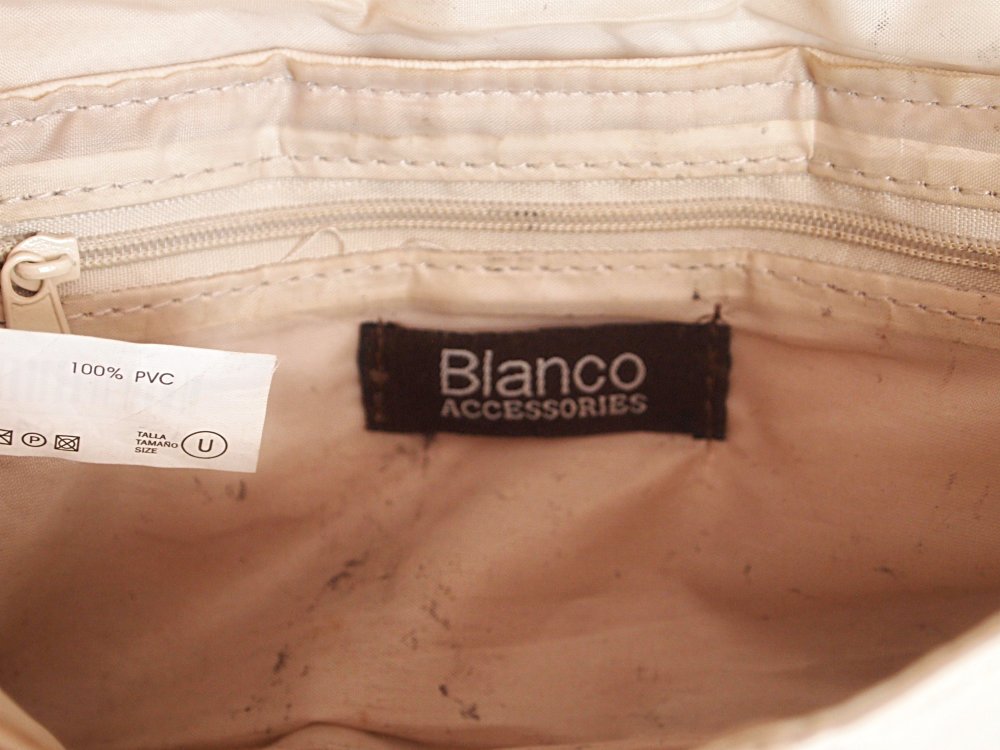 Blanco
ACCESSORIES
100% PVC
P
TALLA
TAMAÑO
SIZE
U